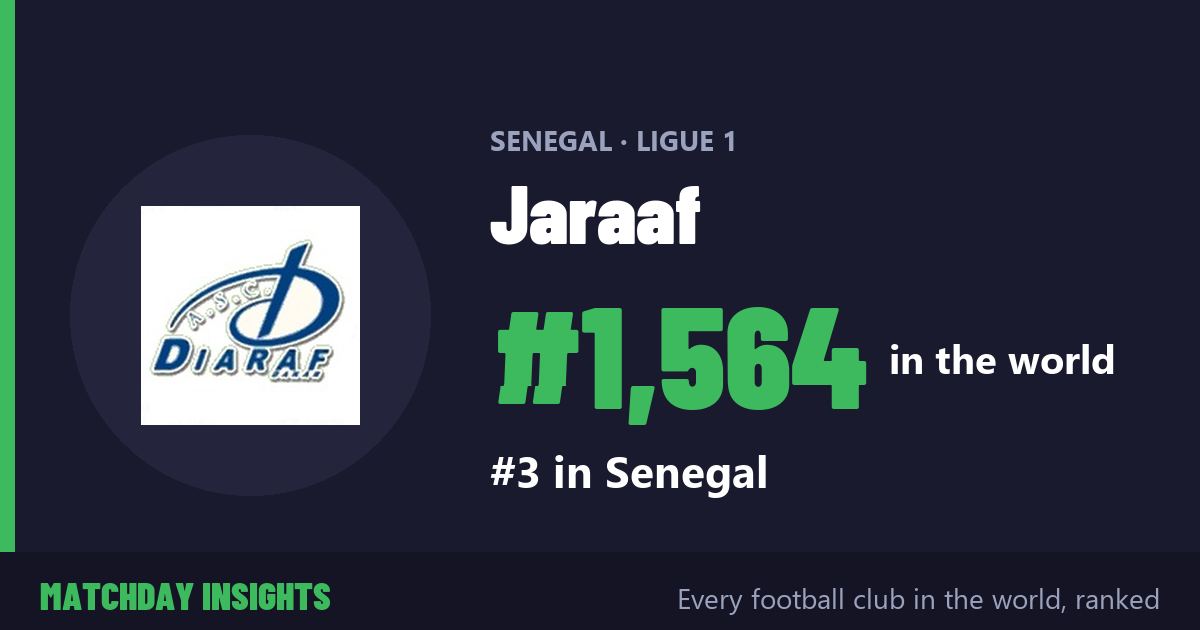 SENEGAL · LIGUE 1
Jaraaf
A.S.C.
DIARAF
#1,564 in the world
#3 in Senegal
MATCHDAY INSIGHTS
Every football club in the world, ranked